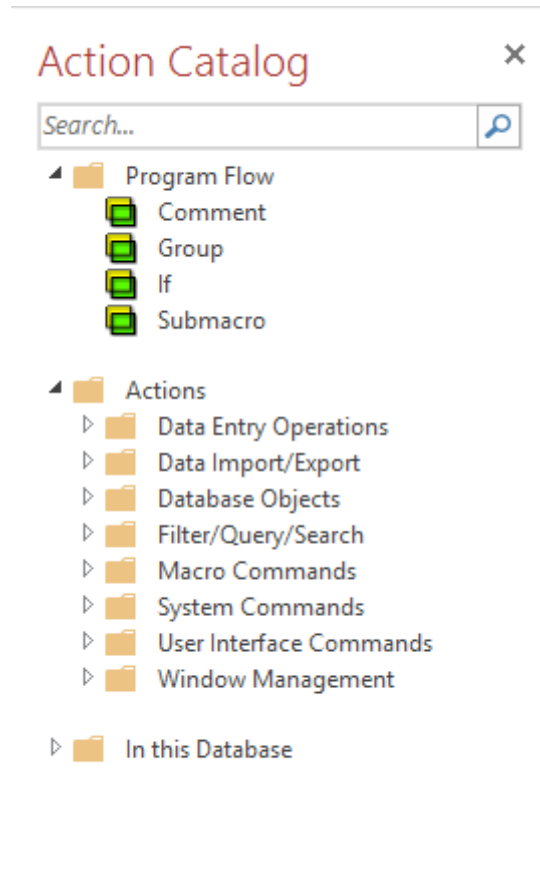 Action Catalog
Search...
Program Flow
Comment
Group
If
Submacro
Actions
Data Entry Operations
Data Import/Export
Database Objects
Filter/Query/Search
Macro Commands
System Commands
User Interface Commands
Window Management
In this Database